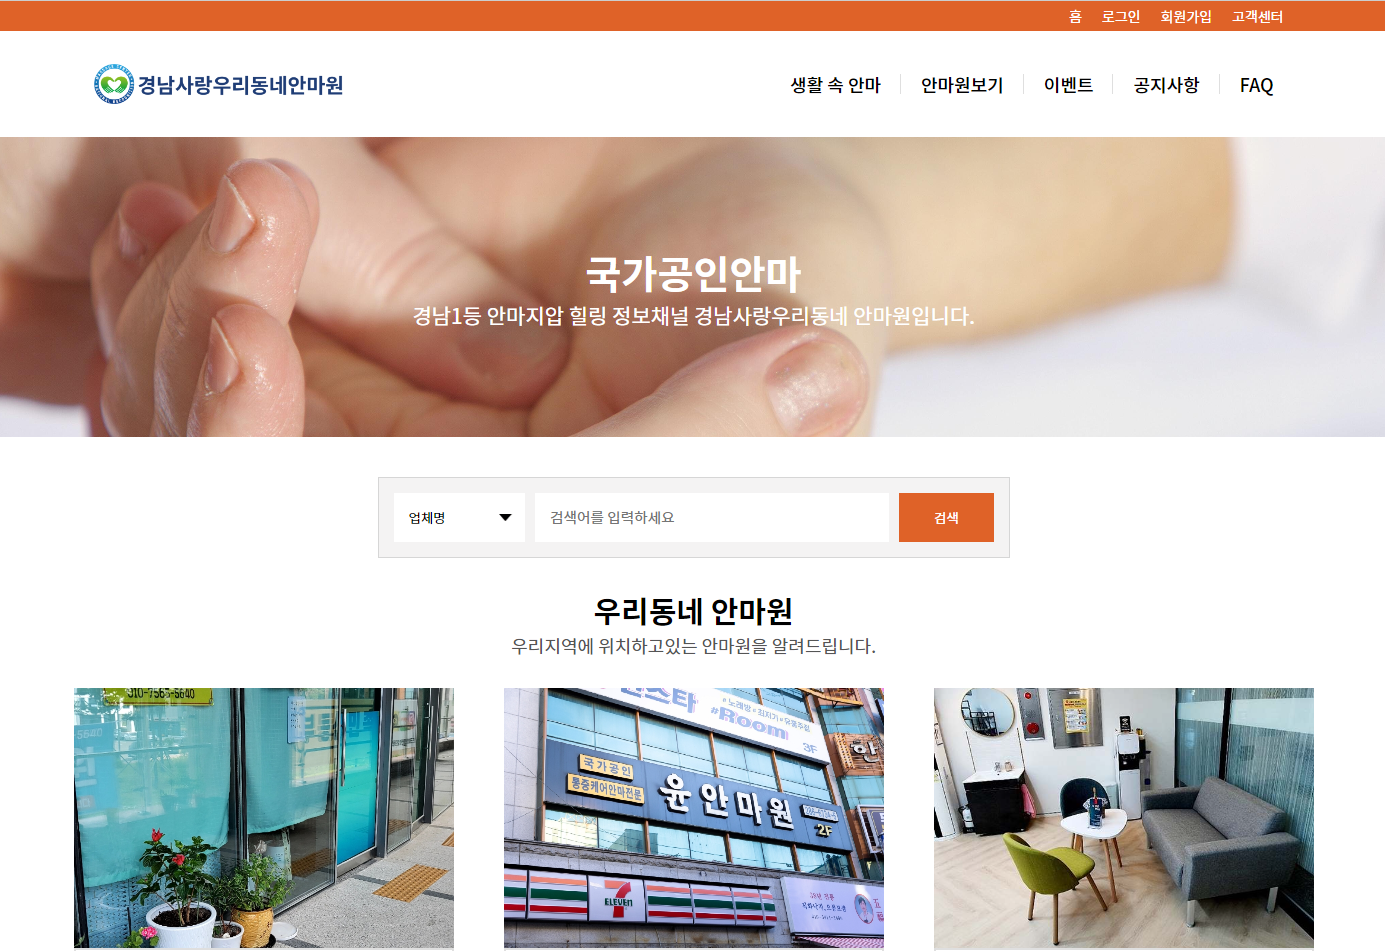 홈 로그인 회원가입 고객센터
경남사랑우리동네안마원
생활 속 안마 안마원보기 이벤트 공지사항 FAQ
국가공인안마
경남1등 안마지압 힐링 정보채널 경남사랑우리동네 안마원입니다.
업체명 검색어를 입력하세요 검색
우리동네 안마원
우리지역에 위치하고있는 안마원을 알려드립니다.
#Room
3F
국가공인
통증케어안마전문
윤안마원
2F
7
ELEVEN